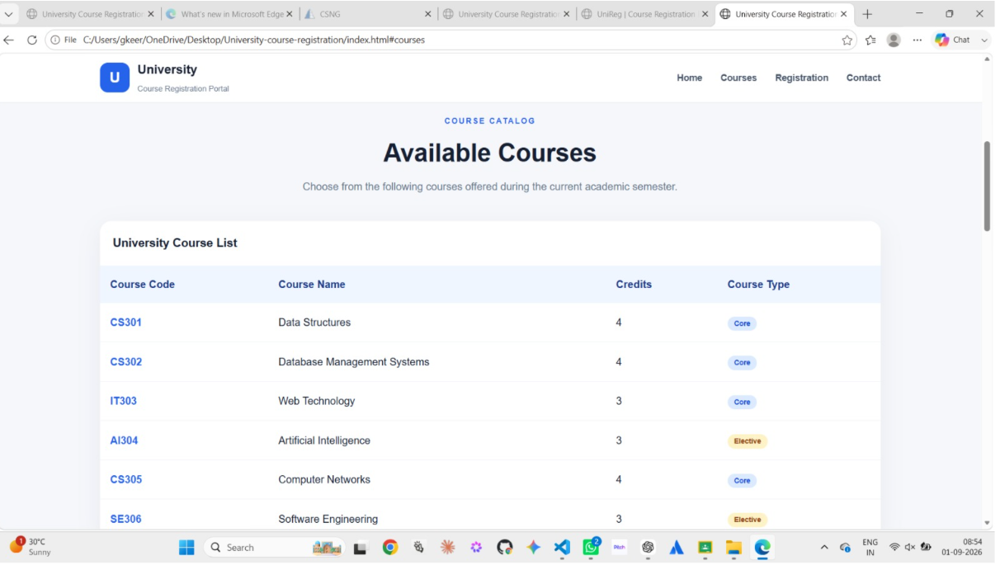 University Course Registratio
What's new in Microsoft Edge
CSNG
University Course Registratio
UniReg | Course Registration
University Course Registratio
File C:/Users/gkeer/OneDrive/Desktop/University-course-registration/index.html#courses
Chat
U
University
Course Registration Portal
Home Courses Registration Contact
COURSE CATALOG
Available Courses
Choose from the following courses offered during the current academic semester.
University Course List
Course Code Course Name Credits Course Type
CS301 Data Structures 4 Core
CS302 Database Management Systems 4 Core
IT303 Web Technology 3 Core
AI304 Artificial Intelligence 3 Elective
CS305 Computer Networks 4 Core
SE306 Software Engineering 3 Elective
1
30°C
Sunny
Search
Pitch
2
ENG
IN
08:54
01-09-2026